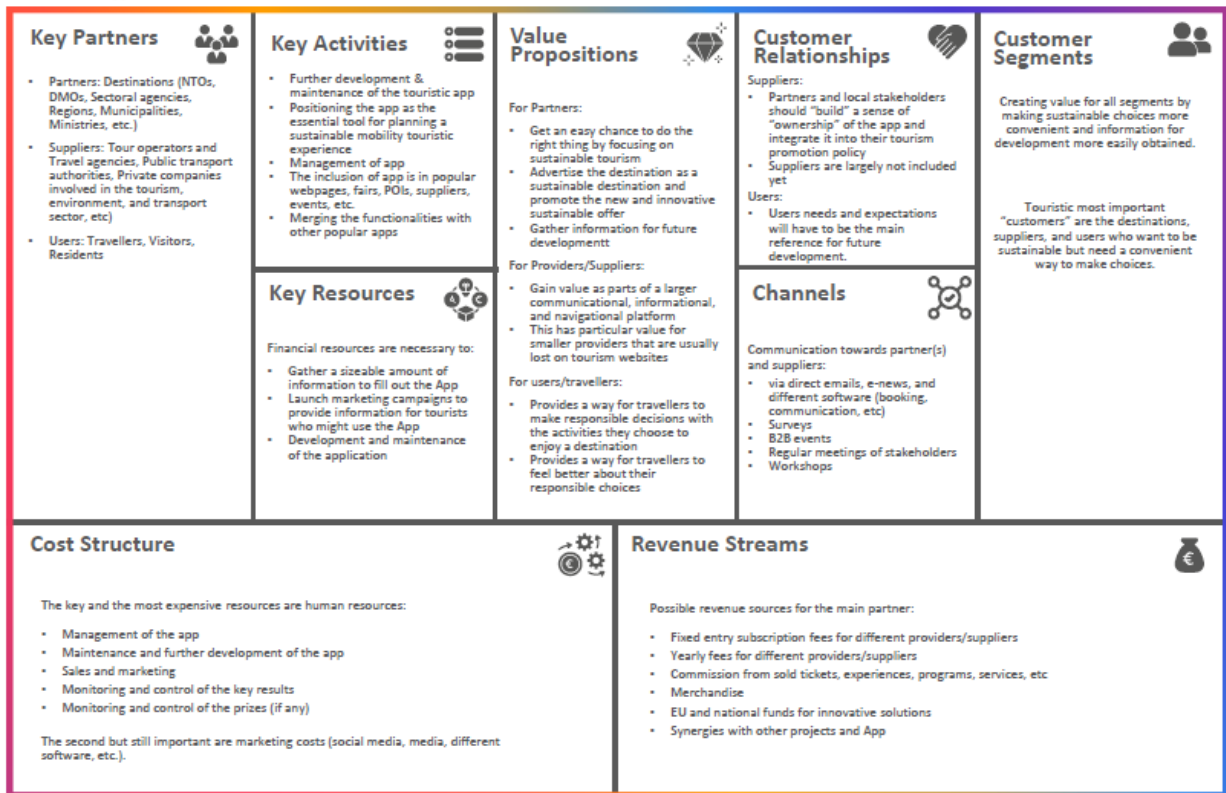 Key Partners
• Partners: Destinations (NTOs,
DMOs, Sectoral agencies,
Regions, Municipalities,
Ministries, etc.)
• Suppliers: Tour operators and
Travel agencies, Public transport
authorities, Private companies
involved in the tourism,
environment, and transport
sector, etc)
• Users: Travellers, Visitors,
Residents
Key Activities
• Further development &
maintenance of the touristic app
• Positioning the app as the
essential tool for planning a
sustainable mobility touristic
experience
• Management of app
• The inclusion of app is in popular
webpages, fairs, POIs, suppliers,
events, etc.
• Merging the functionalities with
other popular apps
Key Resources
Financial resources are necessary to:
• Gather a sizeable amount of
information to fill out the App
• Launch marketing campaigns to
provide information for tourists
who might use the App
• Development and maintenance
of the application
Value
Propositions
For Partners:
• Get an easy chance to do the
right thing by focusing on
sustainable tourism
• Advertise the destination as a
sustainable destination and
promote the new and innovative
sustainable offer
• Gather information for future
developmentt
For Providers/Suppliers:
• Gain value as parts of a larger
communicational, informational,
and navigational platform
• This has particular value for
smaller providers that are usually
lost on tourism websites
For users/travellers:
• Provides a way for travellers to
make responsible decisions with
the activities they choose to
enjoy a destination
• Provides a way for travellers to
feel better about their
responsible choices
Customer
Relationships
Suppliers:
• Partners and local stakeholders
should "build" a sense of
"ownership" of the app and
integrate it into their tourism
promotion policy
• Suppliers are largely not included
yet
Users:
• Users needs and expectations
will have to be the main
reference for future
development.
Channels
Communication towards partner(s)
and suppliers:
• via direct emails, e-news, and
different software (booking,
communication, etc)
• Surveys
• B2B events
• Regular meetings of stakeholders
• Workshops
Customer
Segments
Creating value for all segments by
making sustainable choices more
convenient and information for
development more easily obtained.
Touristic most important
"customers" are the destinations,
suppliers, and users who want to be
sustainable but need a convenient
way to make choices.
Cost Structure
€
The key and the most expensive resources are human resources:
• Management of the app
• Maintenance and further development of the app
• Sales and marketing
• Monitoring and control of the key results
• Monitoring and control of the prizes (if any)
The second but still important are marketing costs (social media, media, different
software, etc.).
Revenue Streams
€
Possible revenue sources for the main partner:
• Fixed entry subscription fees for different providers/suppliers
• Yearly fees for different providers/suppliers
• Commission from sold tickets, experiences, programs, services, etc
• Merchandise
• EU and national funds for innovative solutions
• Synergies with other projects and App